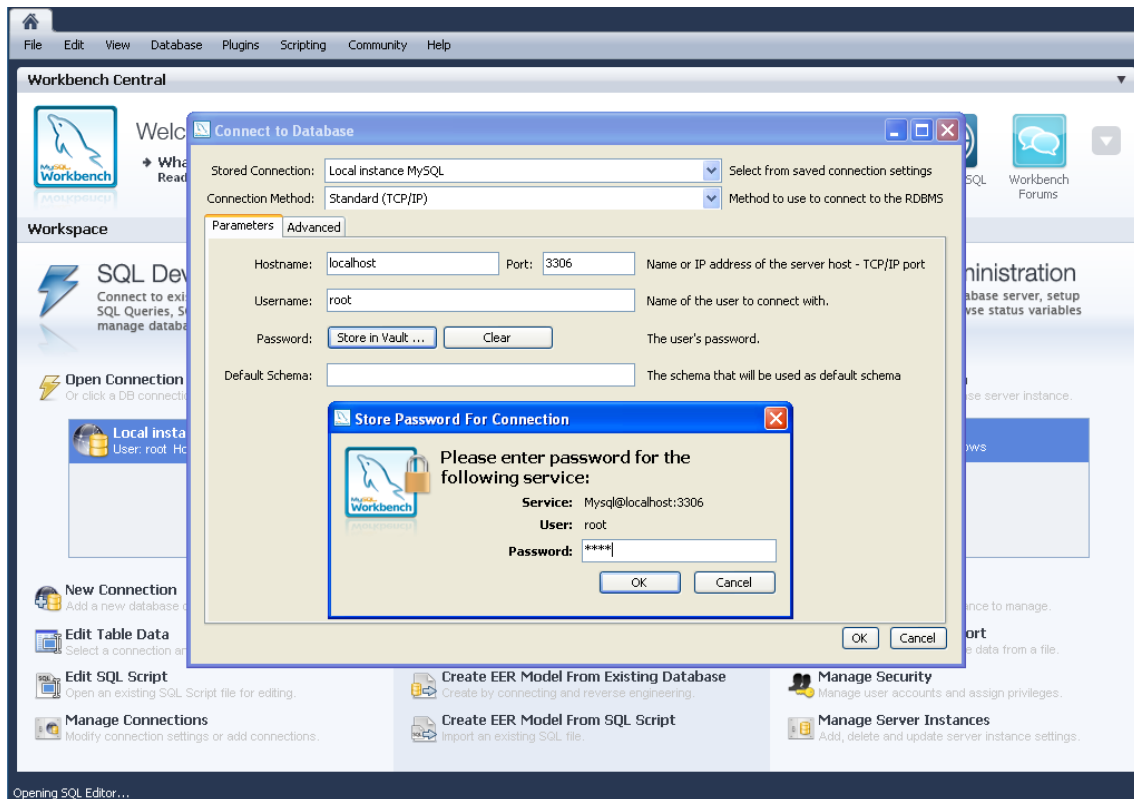 File Edit View Database Plugins Scripting Community Help
Workbench Central
MySQL
Workbench
Welc
Wha
Read
SQL
Workbench
Forums
Workspace
SQL Dev
Connect to exi
SQL Queries, S
manage databa
ninistration
abase server, setup
wse status variables
Open Connection
Or click a DB connecti
se server instance.
Local insta
User: root Ho
ows
New Connection
Add a new database c
ance to manage.
Edit Table Data
Select a connection an
ort
e data from a file.
Edit SQL Script
Open an existing SQL Script file for editing.
Create EER Model From Existing Database
Create by connecting and reverse engineering.
Manage Security
Manage user accounts and assign privileges.
Manage Connections
Modify connection settings or add connections.
Create EER Model From SQL Script
Import an existing SQL file.
Manage Server Instances
Add, delete and update server instance settings.
Opening SQL Editor...
Connect to Database
Stored Connection: Local instance MySQL Select from saved connection settings
Connection Method: Standard (TCP/IP) Method to use to connect to the RDBMS
Parameters Advanced
Hostname: localhost Port: 3306 Name or IP address of the server host - TCP/IP port
Username: root Name of the user to connect with.
Password: Store in Vault ... Clear The user's password.
Default Schema: The schema that will be used as default schema
OK Cancel
Store Password For Connection
MySQL
Workbench
Please enter password for the
following service:
Service: Mysql@localhost:3306
User: root
Password: ****
OK Cancel